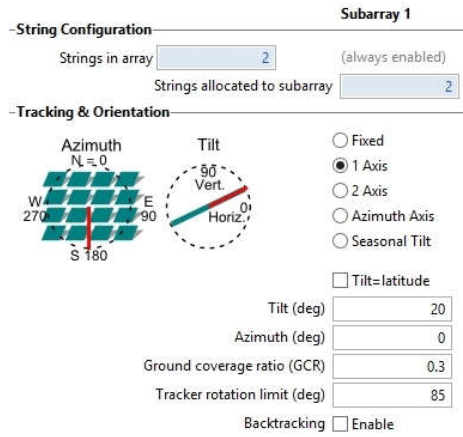 Subarray 1
String Configuration
Strings in array 2 (always enabled)
Strings allocated to subarray 2
Tracking & Orientation
Azimuth Tilt
N = 0
90
Vert.
W E
270 90
0
Horiz.
S 180
Fixed
1 Axis
2 Axis
Azimuth Axis
Seasonal Tilt
Tilt=latitude
Tilt (deg) 20
Azimuth (deg) 0
Ground coverage ratio (GCR) 0.3
Tracker rotation limit (deg) 85
Backtracking Enable